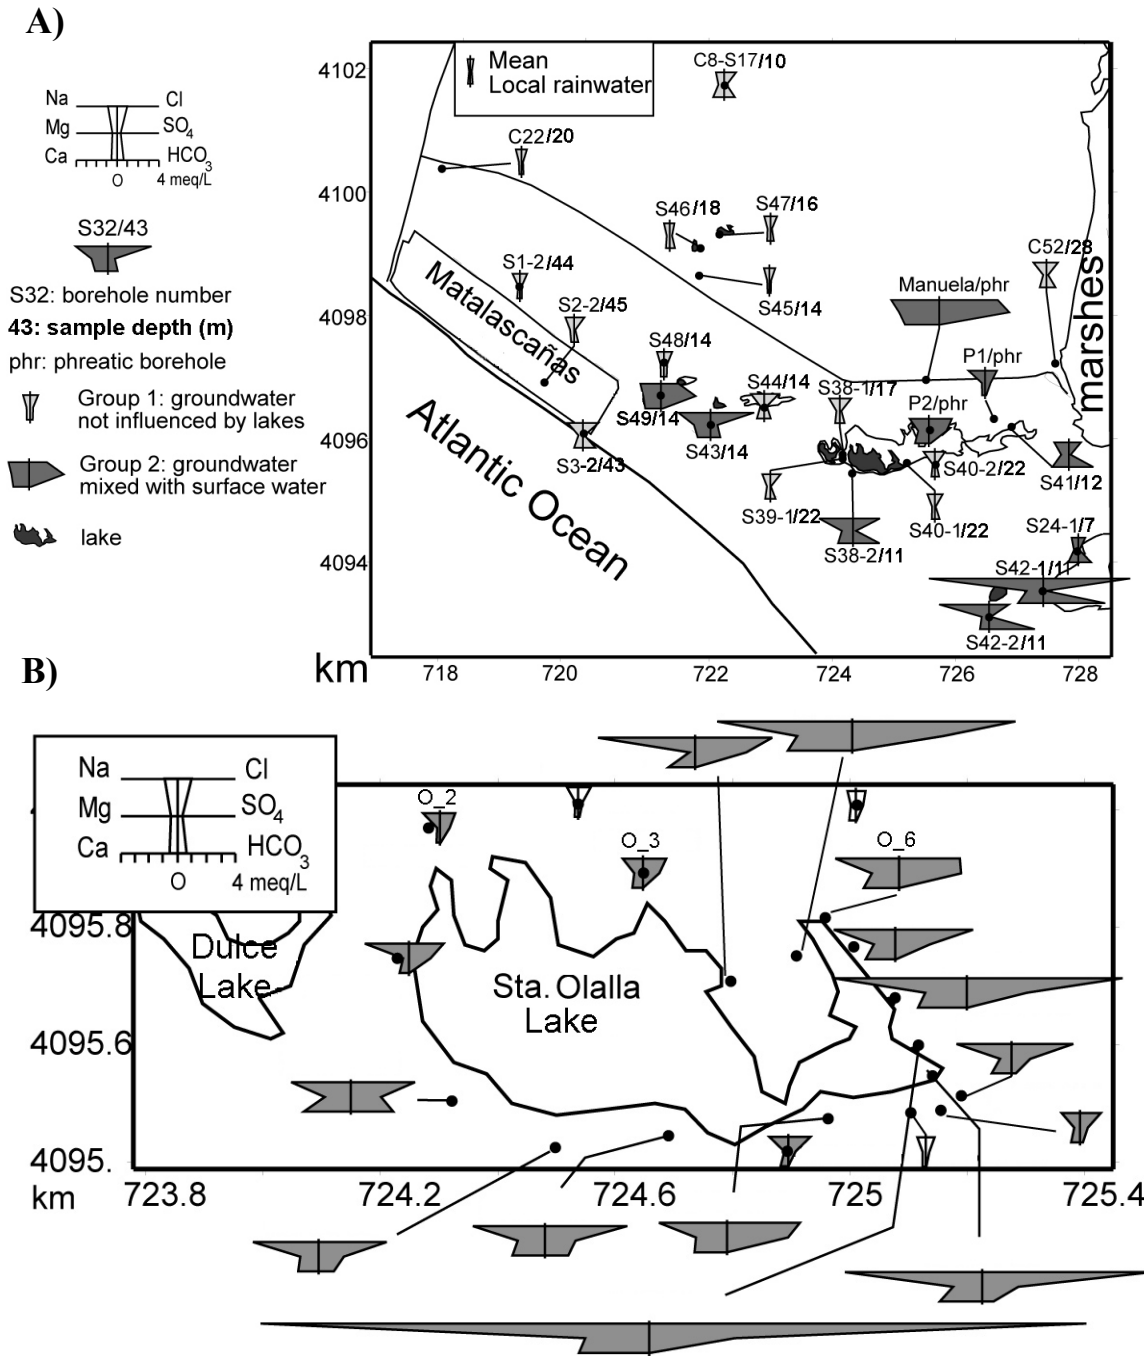 A)
Na Cl
Mg SO4
Ca HCO3
O 4 meq/L
S32/43
S32: borehole number
43: sample depth (m)
phr: phreatic borehole
Group 1: groundwater
not influenced by lakes
Group 2: groundwater
mixed with surface water
lake
Mean
Local rainwater
4102
4100
4098
4096
4094
km
718 720 722 724 726 728
C8-S17/10
C22/20
S46/18
S47/16
C52/28
S1-2/44
S2-2/45
S45/14
Manuela/phr
marshes
Matalascañas
S48/14
P1/phr
S44/14
S38-1/17
P2/phr
S49/14
S43/14
S3-2/43
S40-2/22
S41/12
Atlantic Ocean
S39-1/22
S38-2/11
S40-1/22
S24-1/7
S42-1/11
S42-2/11
B)
Na Cl
Mg SO4
Ca HCO3
O 4 meq/L
O_2
O_3
O_6
4095.8
Dulce
Lake
Sta. Olalla
Lake
4095.6
4095.
km
723.8 724.2 724.6 725 725.4